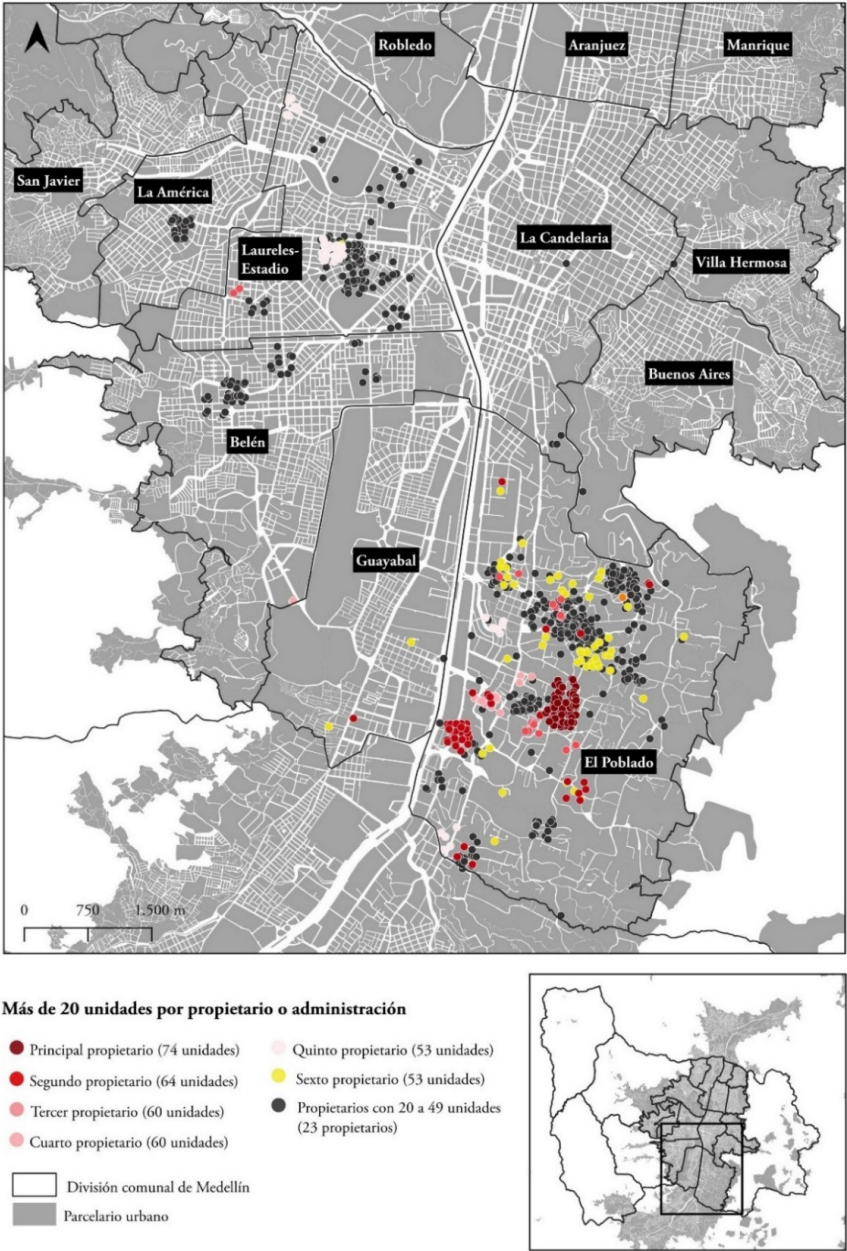 Robledo
Aranjuez
Manrique
San Javier
La América
La Candelaria
Laureles-
Estadio
Villa Hermosa
Buenos Aires
Belén
Guayabal
El Poblado
0 750 1.500 m
Más de 20 unidades por propietario o administración
Principal propietario (74 unidades)
Segundo propietario (64 unidades)
Tercer propietario (60 unidades)
Cuarto propietario (60 unidades)
Quinto propietario (53 unidades)
Sexto propietario (53 unidades)
Propietarios con 20 a 49 unidades
(23 propietarios)
División comunal de Medellín
Parcelario urbano